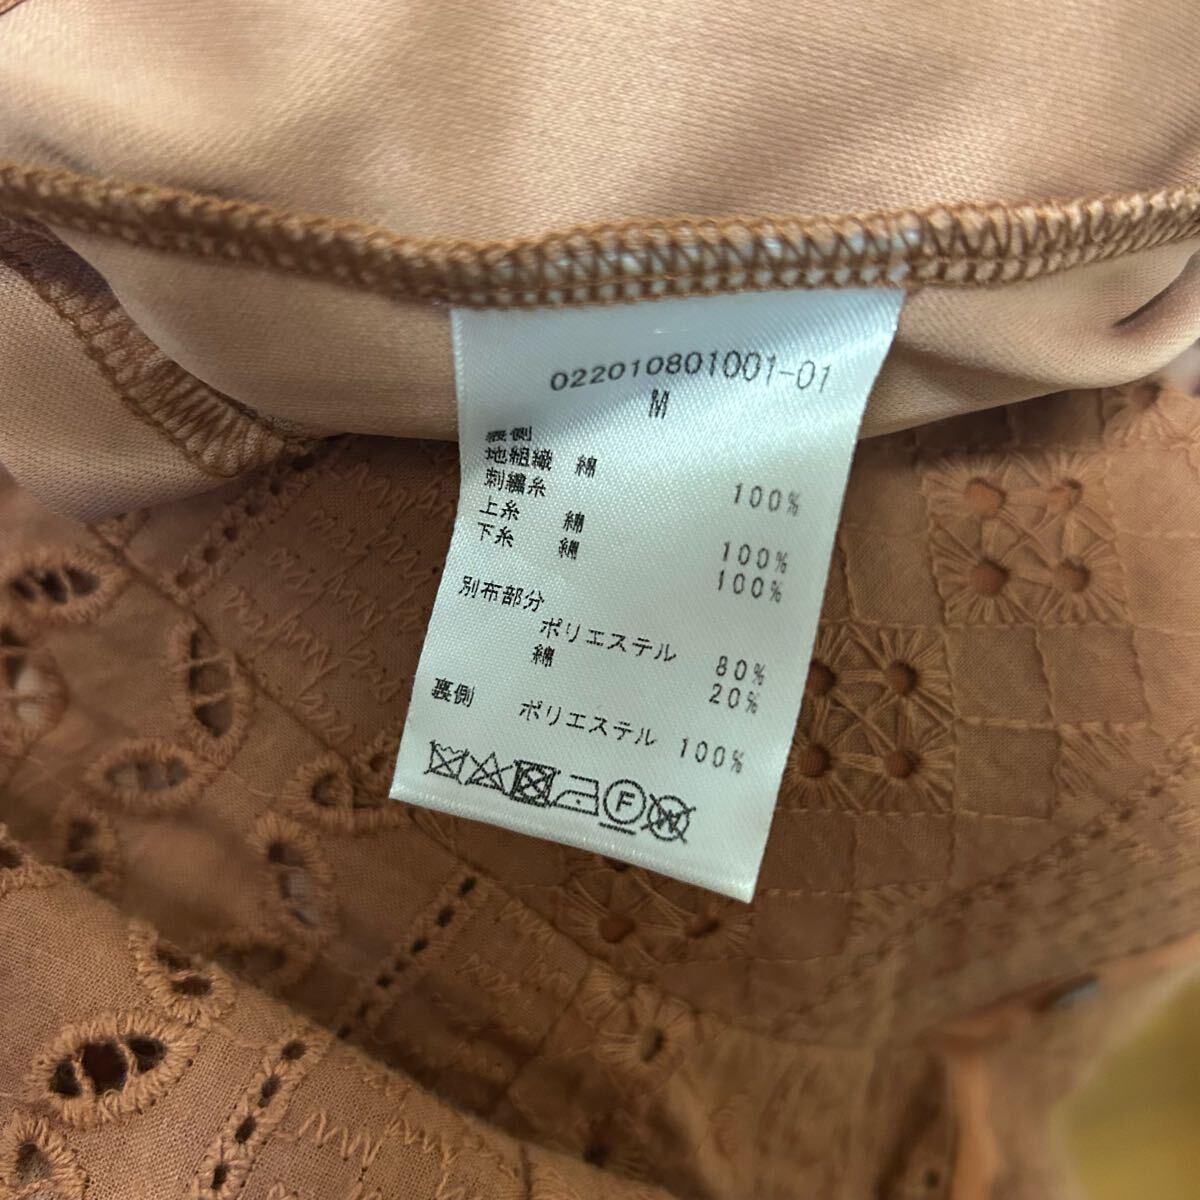 022010801001-01
M
表側
地組織 綿 100%
刺繍糸
上糸 綿 100%
下糸 綿 100%
別布部分
ポリエステル 80%
綿 20%
裏側 ポリエステル 100%
F
W